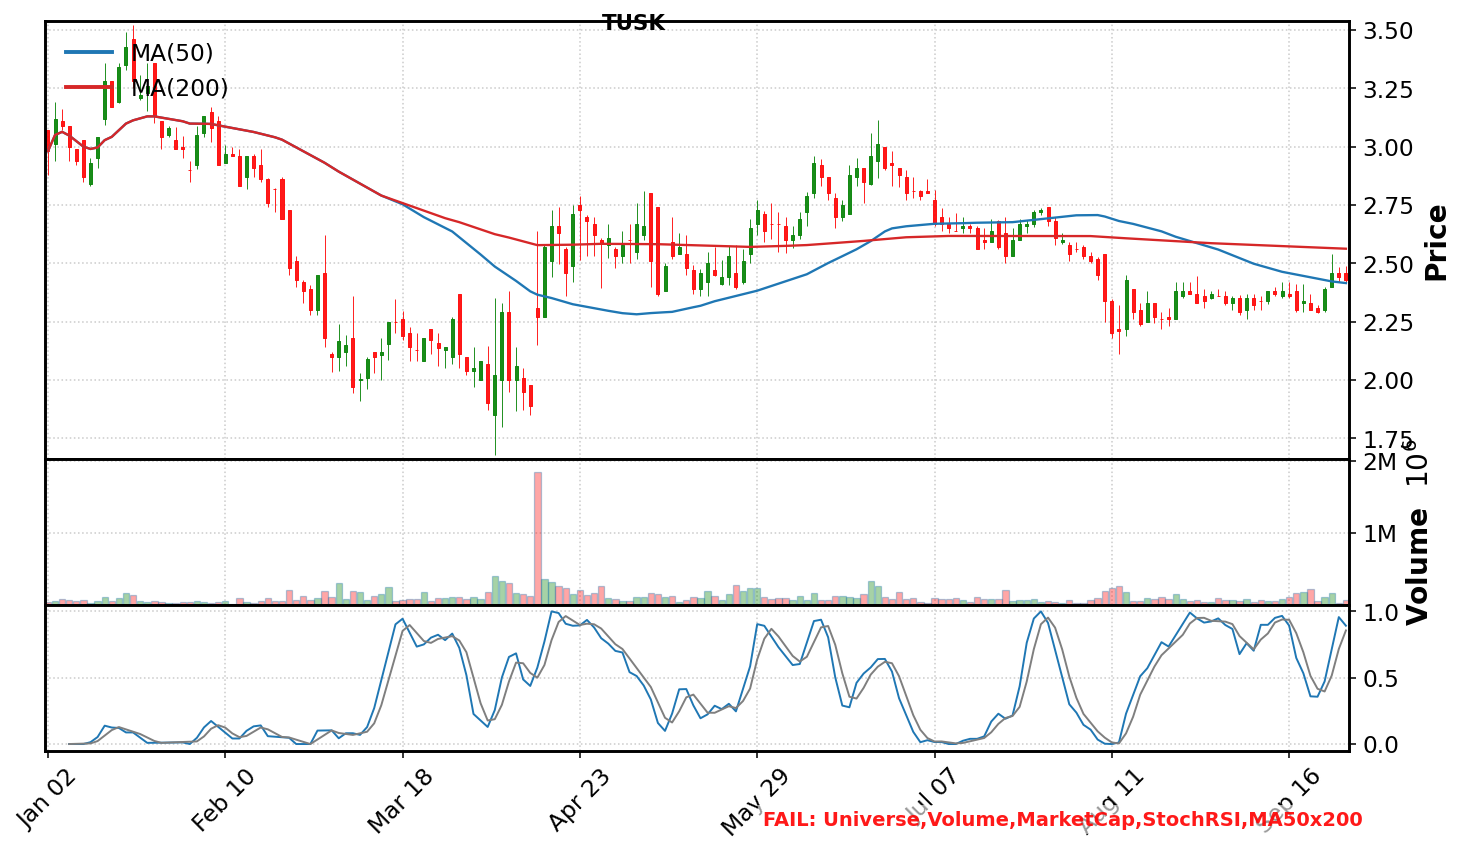 TUSK
MA(50)
MA(200)
3.50
3.25
3.00
2.75
2.50
2.25
2.00
1.75
Price
2M
1M
Volume 10^6
1.0
0.5
0.0
Jan 02
Feb 10
Mar 18
Apr 23
May 29
Jul 07
Aug 11
Sep 16
FAIL: Universe,Volume,MarketCap,StochRSI,MA50x200